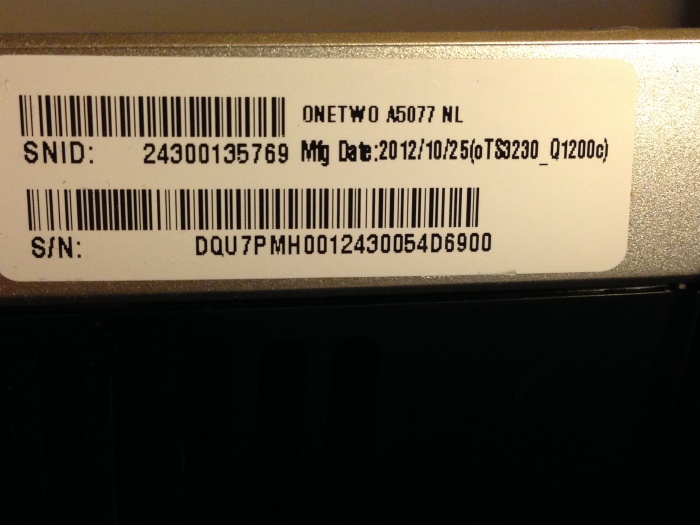 ONETWO A5077 NL
SNID: 24300135769 Mfg Date:2012/10/25(oTS3230_Q1200c)
S/N: DQU7PMH0012430054D6900